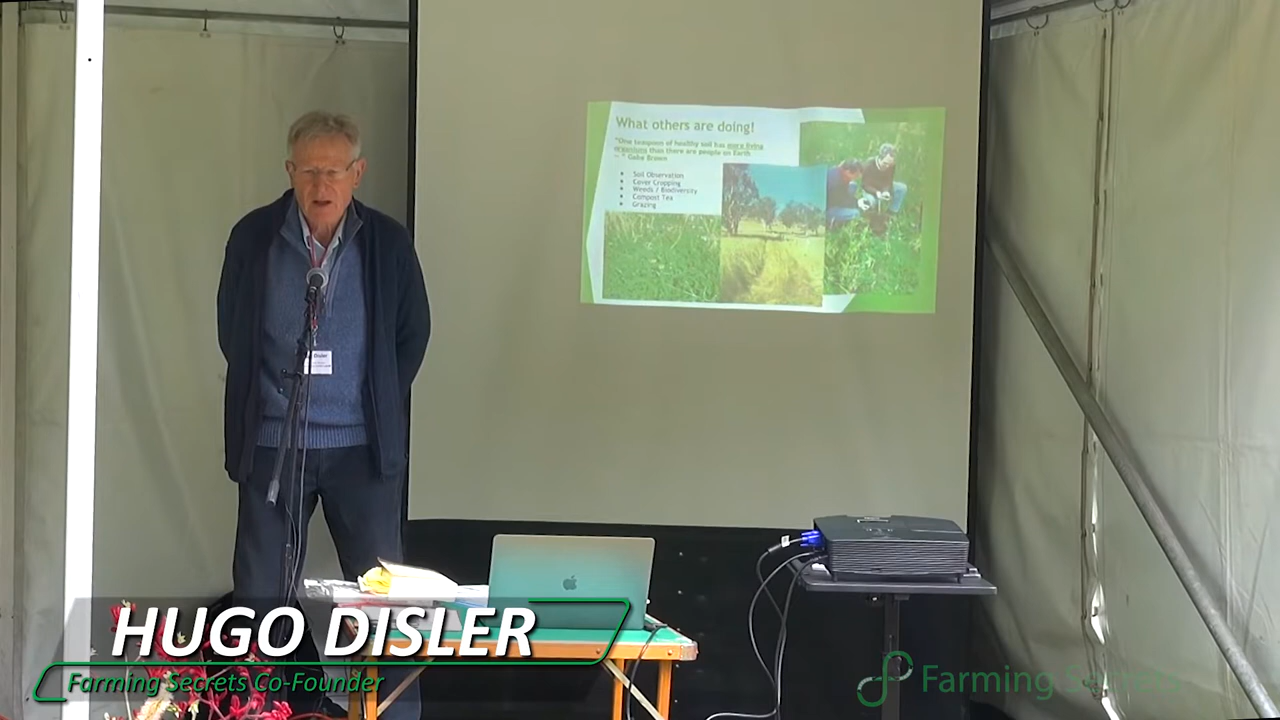 What others are doing!
"One teaspoon of healthy soil has more living
organisms than there are people on Earth
– " Gabe Brown
• Soil Observation
• Cover Cropping
• Weeds / Biodiversity
• Compost Tea
• Grazing
Disler
HUGO DISLER
Farming Secrets Co-Founder
Farming Secrets